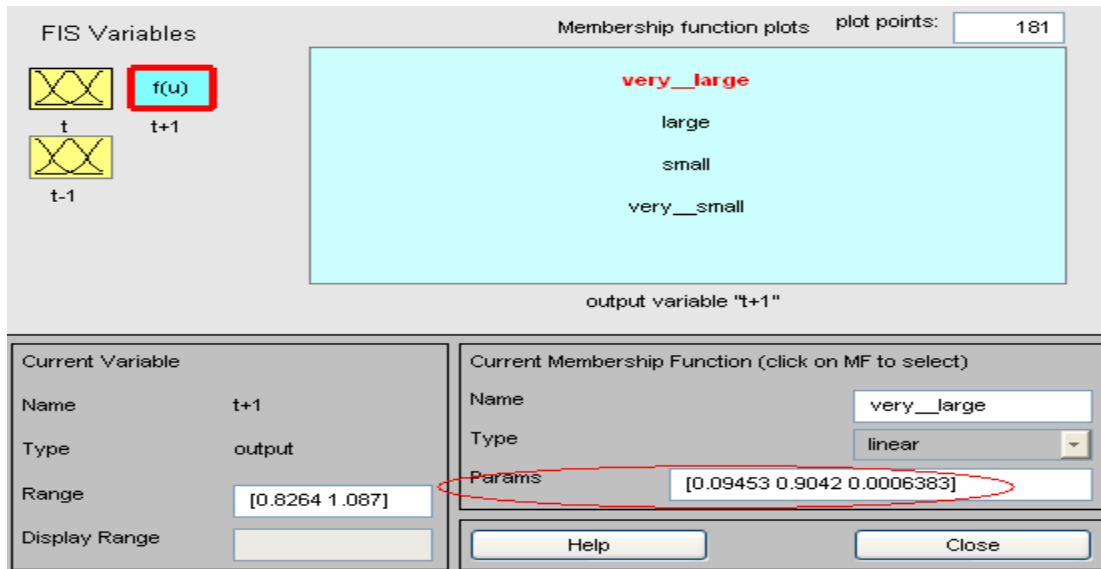 FIS Variables
Membership function plots
plot points:
181
f(u)
t
t+1
t-1
very__large
large
small
very__small
output variable "t+1"
Current Variable
Name
t+1
Type
output
Range
[0.8264 1.087]
Display Range
Current Membership Function (click on MF to select)
Name
very__large
Type
linear
Params
[0.09453 0.9042 0.0006383]
Help
Close